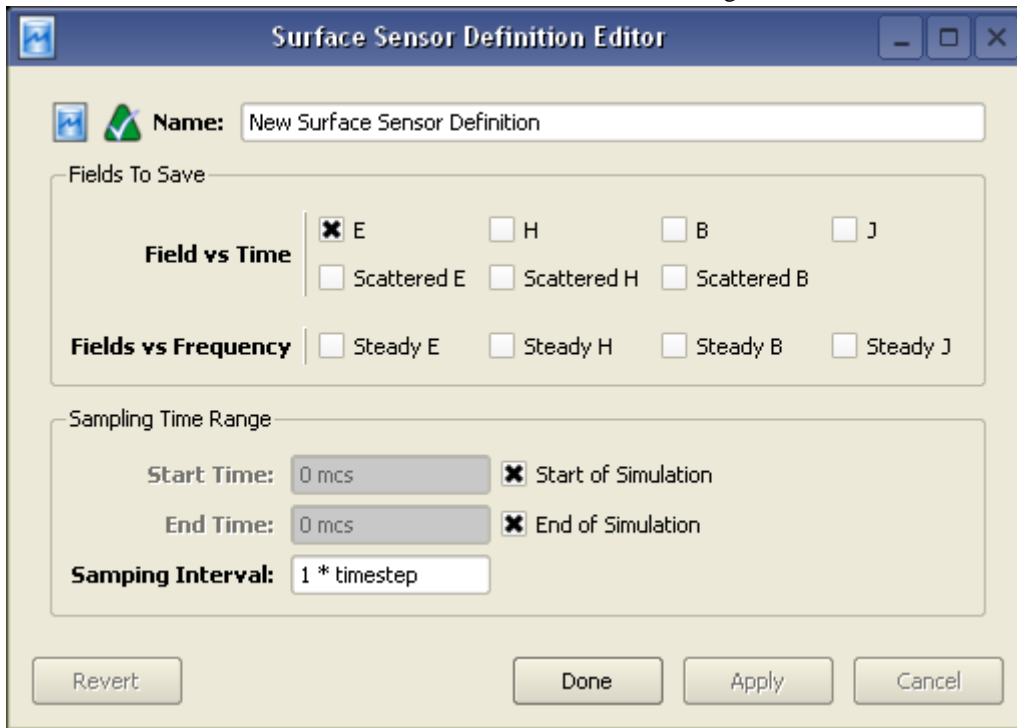 Surface Sensor Definition Editor
Name: New Surface Sensor Definition
Fields To Save
Field vs Time
E H B J
Scattered E Scattered H Scattered B
Fields vs Frequency Steady E Steady H Steady B Steady J
Sampling Time Range
Start Time: 0 mcs Start of Simulation
End Time: 0 mcs End of Simulation
Samping Interval: 1 * timestep
Revert Done Apply Cancel